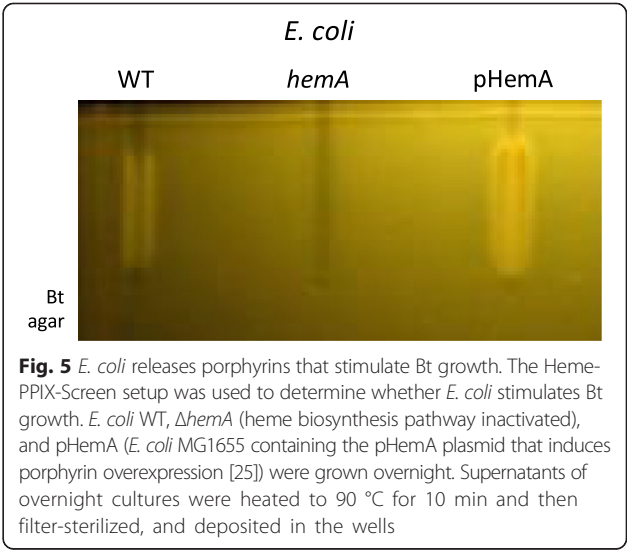 E. coli
WT hemA pHemA
Bt
agar
Fig. 5 E. coli releases porphyrins that stimulate Bt growth. The Heme-
PPIX-Screen setup was used to determine whether E. coli stimulates Bt
growth. E. coli WT, ΔhemA (heme biosynthesis pathway inactivated),
and pHemA (E. coli MG1655 containing the pHemA plasmid that induces
porphyrin overexpression [25]) were grown overnight. Supernatants of
overnight cultures were heated to 90 °C for 10 min and then
filter-sterilized, and deposited in the wells